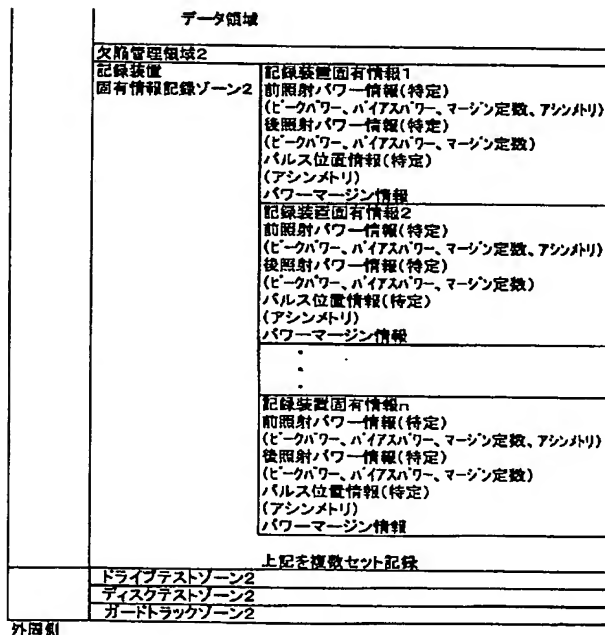 データ領域
欠陥管理領域2
記録装置
固有情報記録ゾーン2
記録装置固有情報1
前照射パワー情報(特定)
(ピークパワー、バイアスパワー、マージン定数、アシンメトリ)
後照射パワー情報(特定)
(ピークパワー、バイアスパワー、マージン定数)
パルス位置情報(特定)
(アシンメトリ)
パワーマージン情報
記録装置固有情報2
前照射パワー情報(特定)
(ピークパワー、バイアスパワー、マージン定数、アシンメトリ)
後照射パワー情報(特定)
(ピークパワー、バイアスパワー、マージン定数)
パルス位置情報(特定)
(アシンメトリ)
パワーマージン情報
・
・
・
記録装置固有情報n
前照射パワー情報(特定)
(ピークパワー、バイアスパワー、マージン定数、アシンメトリ)
後照射パワー情報(特定)
(ピークパワー、バイアスパワー、マージン定数)
パルス位置情報(特定)
(アシンメトリ)
パワーマージン情報
上記を複数セット記録
ドライブテストゾーン2
ディスクテストゾーン2
ガードトラックゾーン2
外周側